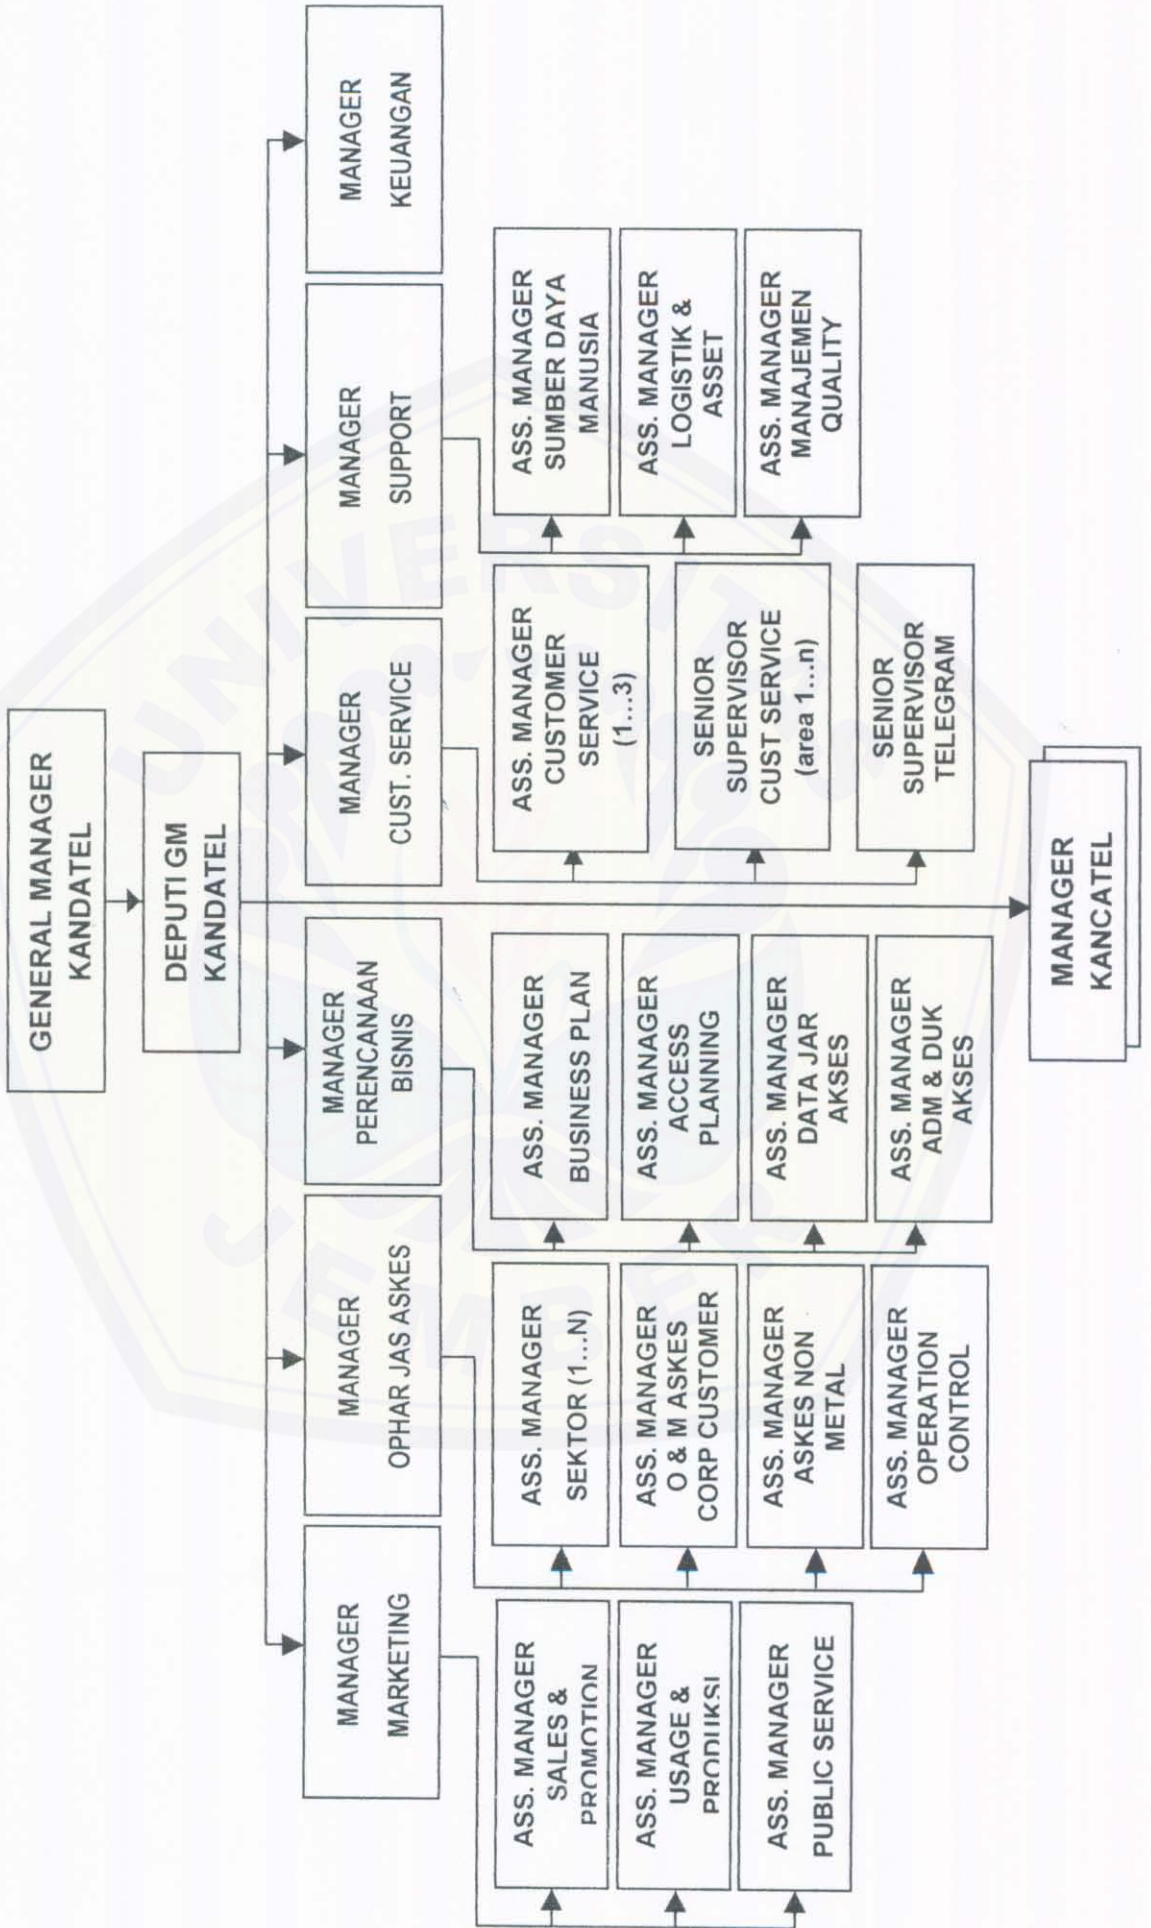 GENERAL MANAGER
KANDATEL
DEPUTI GM
KANDATEL
MANAGER
MARKETING
MANAGER
OPHAR JAS ASKES
MANAGER
PERENCANAAN
BISNIS
MANAGER
CUST. SERVICE
MANAGER
SUPPORT
MANAGER
KEUANGAN
ASS. MANAGER
SALES &
PROMOTION
ASS. MANAGER
USAGE &
PRODUKSI
ASS. MANAGER
PUBLIC SERVICE
ASS. MANAGER
SEKTOR (1...N)
ASS. MANAGER
O & M ASKES
CORP CUSTOMER
ASS. MANAGER
ASKES NON
METAL
ASS. MANAGER
OPERATION
CONTROL
ASS. MANAGER
BUSINESS PLAN
ASS. MANAGER
ACCESS
PLANNING
ASS. MANAGER
DATA JAR
AKSES
ASS. MANAGER
ADM & DUK
AKSES
ASS. MANAGER
CUSTOMER
SERVICE
(1...3)
SENIOR
SUPERVISOR
CUST SERVICE
(area 1...n)
SENIOR
SUPERVISOR
TELEGRAM
ASS. MANAGER
SUMBER DAYA
MANUSIA
ASS. MANAGER
LOGISTIK &
ASSET
ASS. MANAGER
MANAJEMEN
QUALITY
MANAGER
KANCATEL
UNIVERSITAS
JEMBER